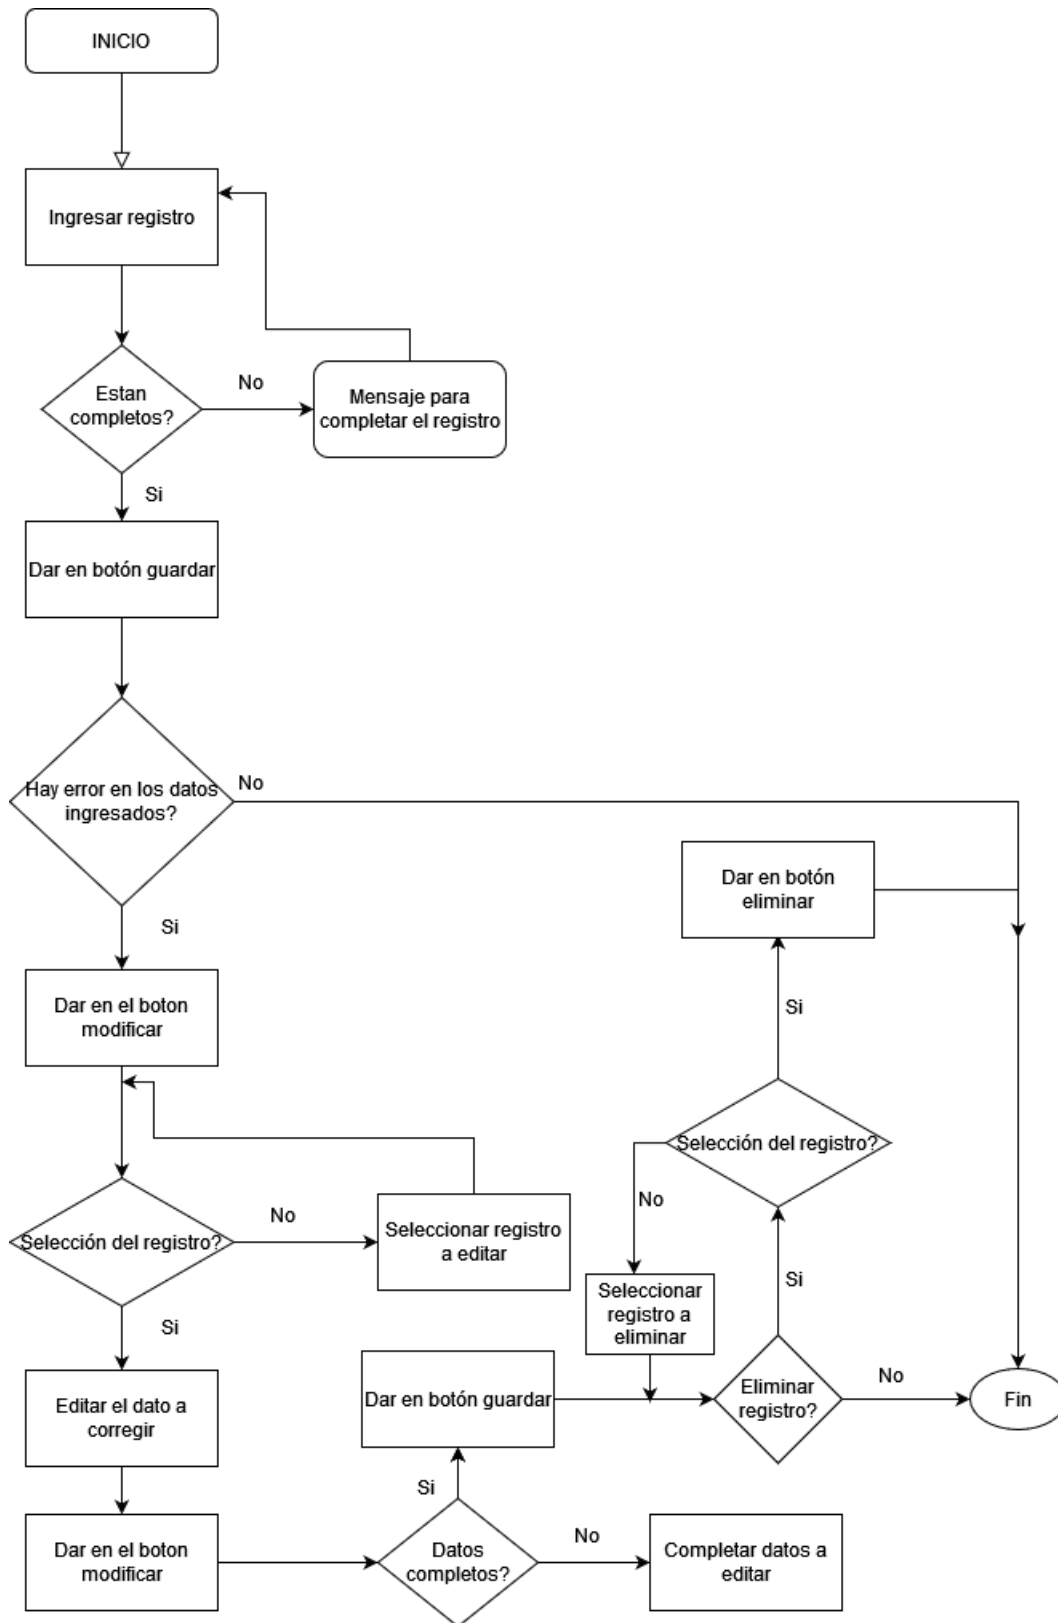 INICIO
Ingresar registro
Estan
completos?
No
Mensaje para
completar el registro
Si
Dar en botón guardar
Hay error en los datos
ingresados?
No
Si
Dar en botón
eliminar
Dar en el boton
modificar
Si
Selección del registro?
No
Selección del registro?
No
Seleccionar registro
a editar
Seleccionar
registro a
eliminar
Si
Si
Editar el dato a
corregir
Dar en botón guardar
Eliminar
registro?
No
Fin
Si
Dar en el boton
modificar
Datos
completos?
No
Completar datos a
editar